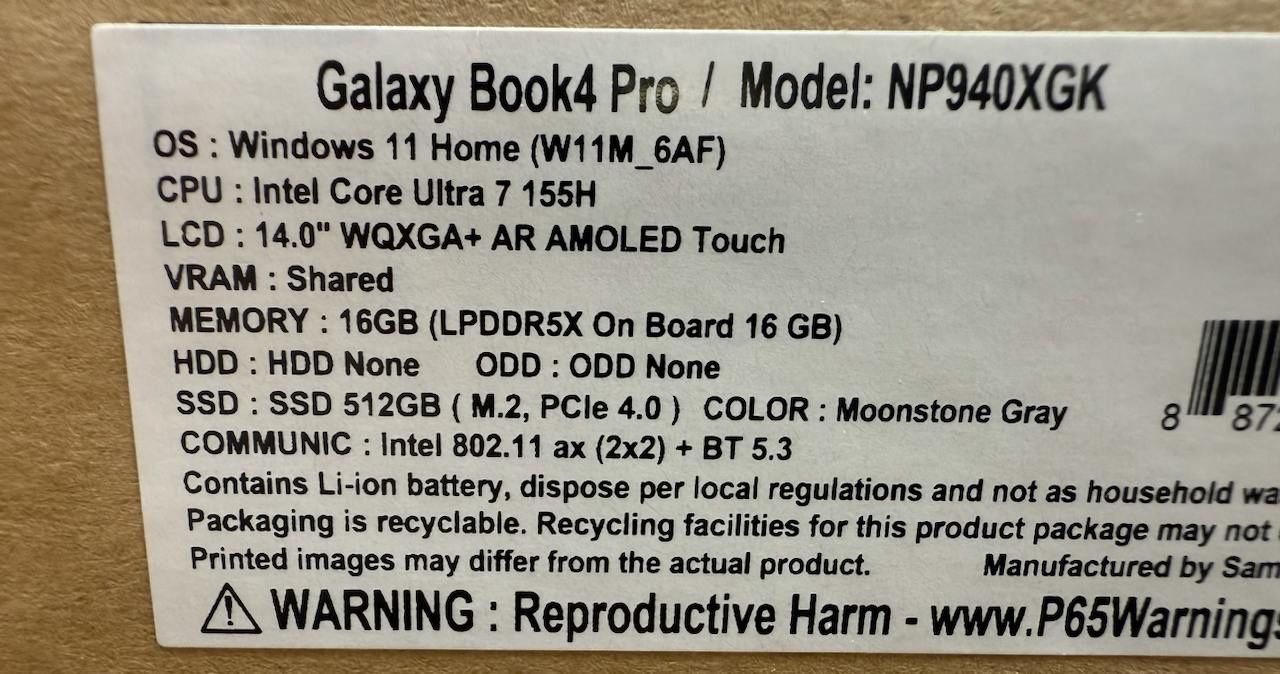 Galaxy Book4 Pro / Model: NP940XGK
OS : Windows 11 Home (W11M_6AF)
CPU : Intel Core Ultra 7 155H
LCD : 14.0" WQXGA+ AR AMOLED Touch
VRAM : Shared
MEMORY : 16GB (LPDDR5X On Board 16 GB)
HDD : HDD None ODD : ODD None
SSD : SSD 512GB ( M.2, PCIe 4.0 ) COLOR : Moonstone Gray
8 87
COMMUNIC : Intel 802.11 ax (2x2) + BT 5.3
Contains Li-ion battery, dispose per local regulations and not as household wa
Packaging is recyclable. Recycling facilities for this product package may not
Printed images may differ from the actual product. Manufactured by Sam
WARNING : Reproductive Harm - www.P65Warnings